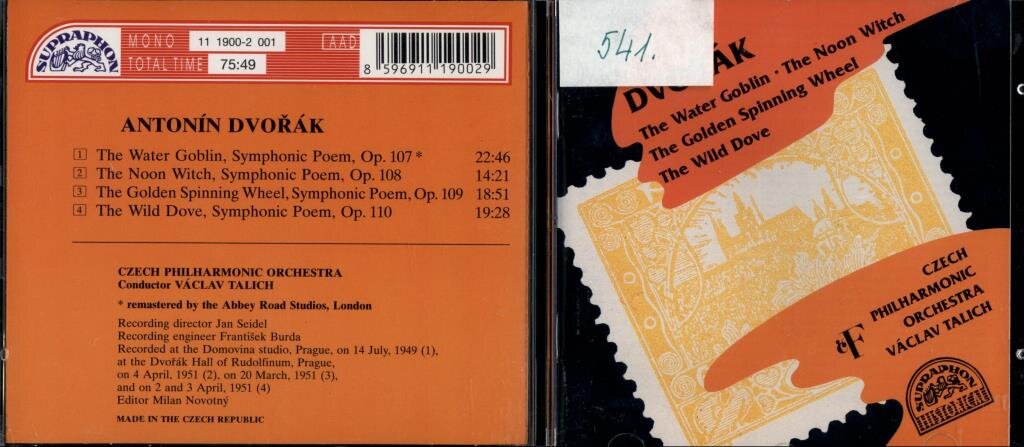 SUPRAPHON
MONO 11 1900-2 001 AAD
TOTAL TIME 75:49
8 596911 190029
ANTONÍN DVOŘÁK
1 The Water Goblin, Symphonic Poem, Op. 107 * 22:46
2 The Noon Witch, Symphonic Poem, Op. 108 14:21
3 The Golden Spinning Wheel, Symphonic Poem, Op. 109 18:51
4 The Wild Dove, Symphonic Poem, Op. 110 19:28
CZECH PHILHARMONIC ORCHESTRA
Conductor VÁCLAV TALICH
* remastered by the Abbey Road Studios, London
Recording director Jan Seidel
Recording engineer František Burda
Recorded at the Domovina studio, Prague, on 14 July, 1949 (1),
at the Dvořák Hall of Rudolfinum, Prague,
on 4 April, 1951 (2), on 20 March, 1951 (3),
and on 2 and 3 April, 1951 (4)
Editor Milan Novotný
MADE IN THE CZECH REPUBLIC
541.
DVOŘÁK
The Water Goblin · The Noon Witch
The Golden Spinning Wheel
The Wild Dove
CZECH
PHILHARMONIC
ORCHESTRA
VÁCLAV TALICH
SUPRAPHON